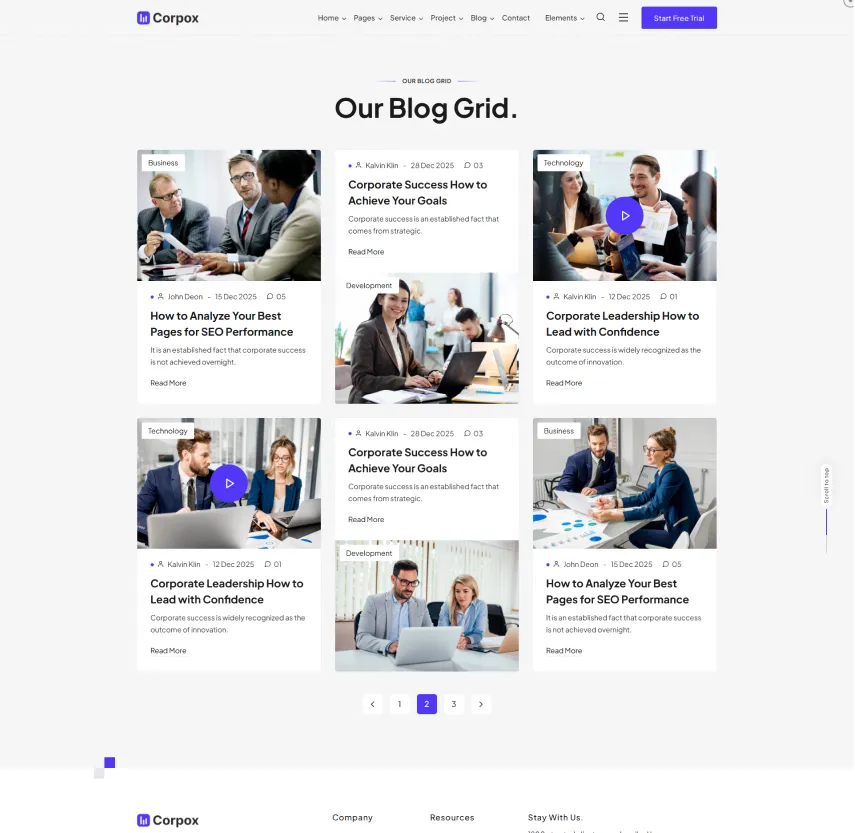 Corpox
Home Pages Service Project Blog Contact Elements Start Free Trial
OUR BLOG GRID
Our Blog Grid.
Business
John Deon - 15 Dec 2025 05
How to Analyze Your Best
Pages for SEO Performance
It is an established fact that corporate success
is not achieved overnight.
Read More
Kalvin Klin - 28 Dec 2025 03
Corporate Success How to
Achieve Your Goals
Corporate success is an established fact that
comes from strategic.
Read More
Development
Technology
Kalvin Klin - 12 Dec 2025 01
Corporate Leadership How to
Lead with Confidence
Corporate success is widely recognized as the
outcome of innovation.
Read More
Technology
Kalvin Klin - 12 Dec 2025 01
Corporate Leadership How to
Lead with Confidence
Corporate success is widely recognized as the
outcome of innovation.
Read More
Kalvin Klin - 28 Dec 2025 03
Corporate Success How to
Achieve Your Goals
Corporate success is an established fact that
comes from strategic.
Read More
Development
Business
John Deon - 15 Dec 2025 05
How to Analyze Your Best
Pages for SEO Performance
It is an established fact that corporate success
is not achieved overnight.
Read More
Scroll to top
1 2 3
Corpox
Company
Resources
Stay With Us.